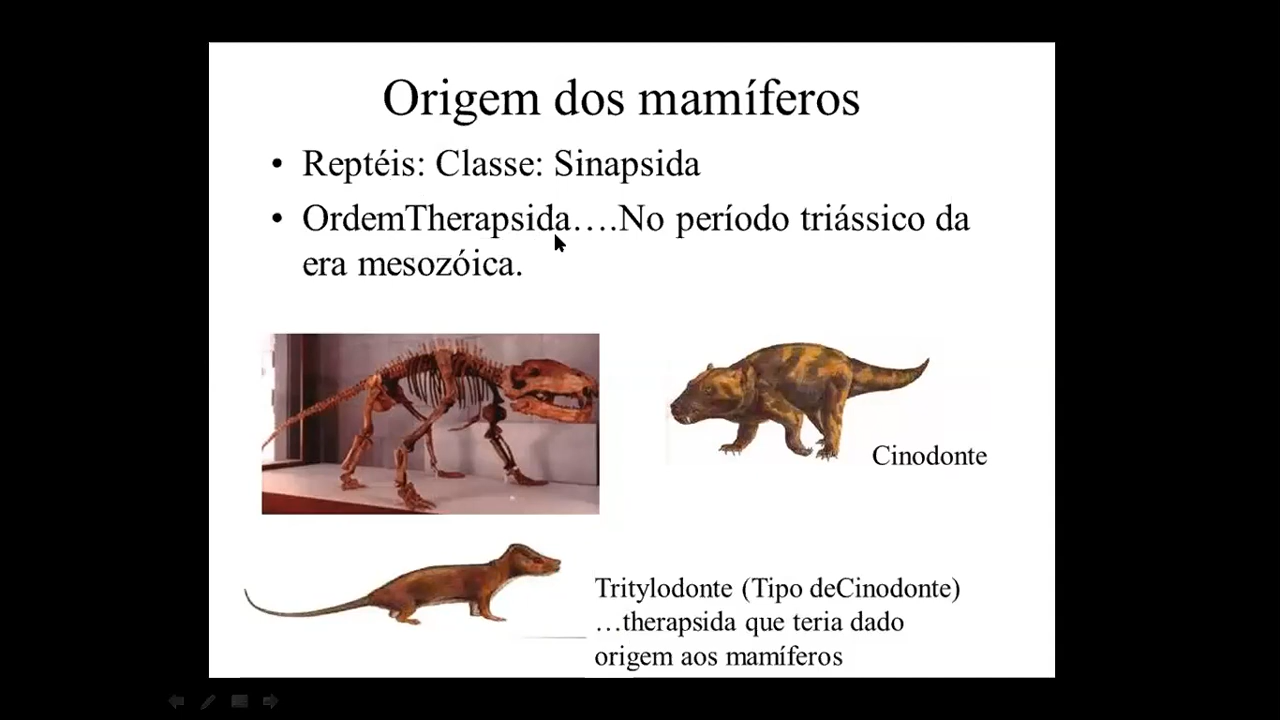 Origem dos mamíferos
• Reptéis: Classe: Sinapsida
• OrdemTherapsida….No período triássico da
era mesozóica.
Cinodonte
Tritylodonte (Tipo deCinodonte)
…therapsida que teria dado
origem aos mamíferos